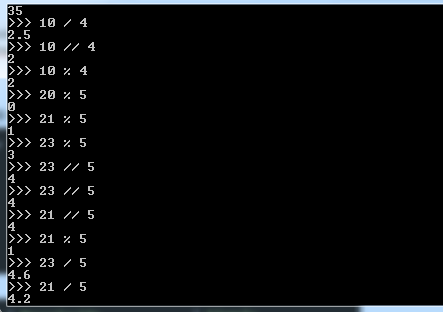 35
>>> 10 / 4
2.5
>>> 10 // 4
2
>>> 10 % 4
2
>>> 20 % 5
0
>>> 21 % 5
1
>>> 23 % 5
3
>>> 23 // 5
4
>>> 23 // 5
4
>>> 21 // 5
4
>>> 21 % 5
1
>>> 23 / 5
4.6
>>> 21 / 5
4.2